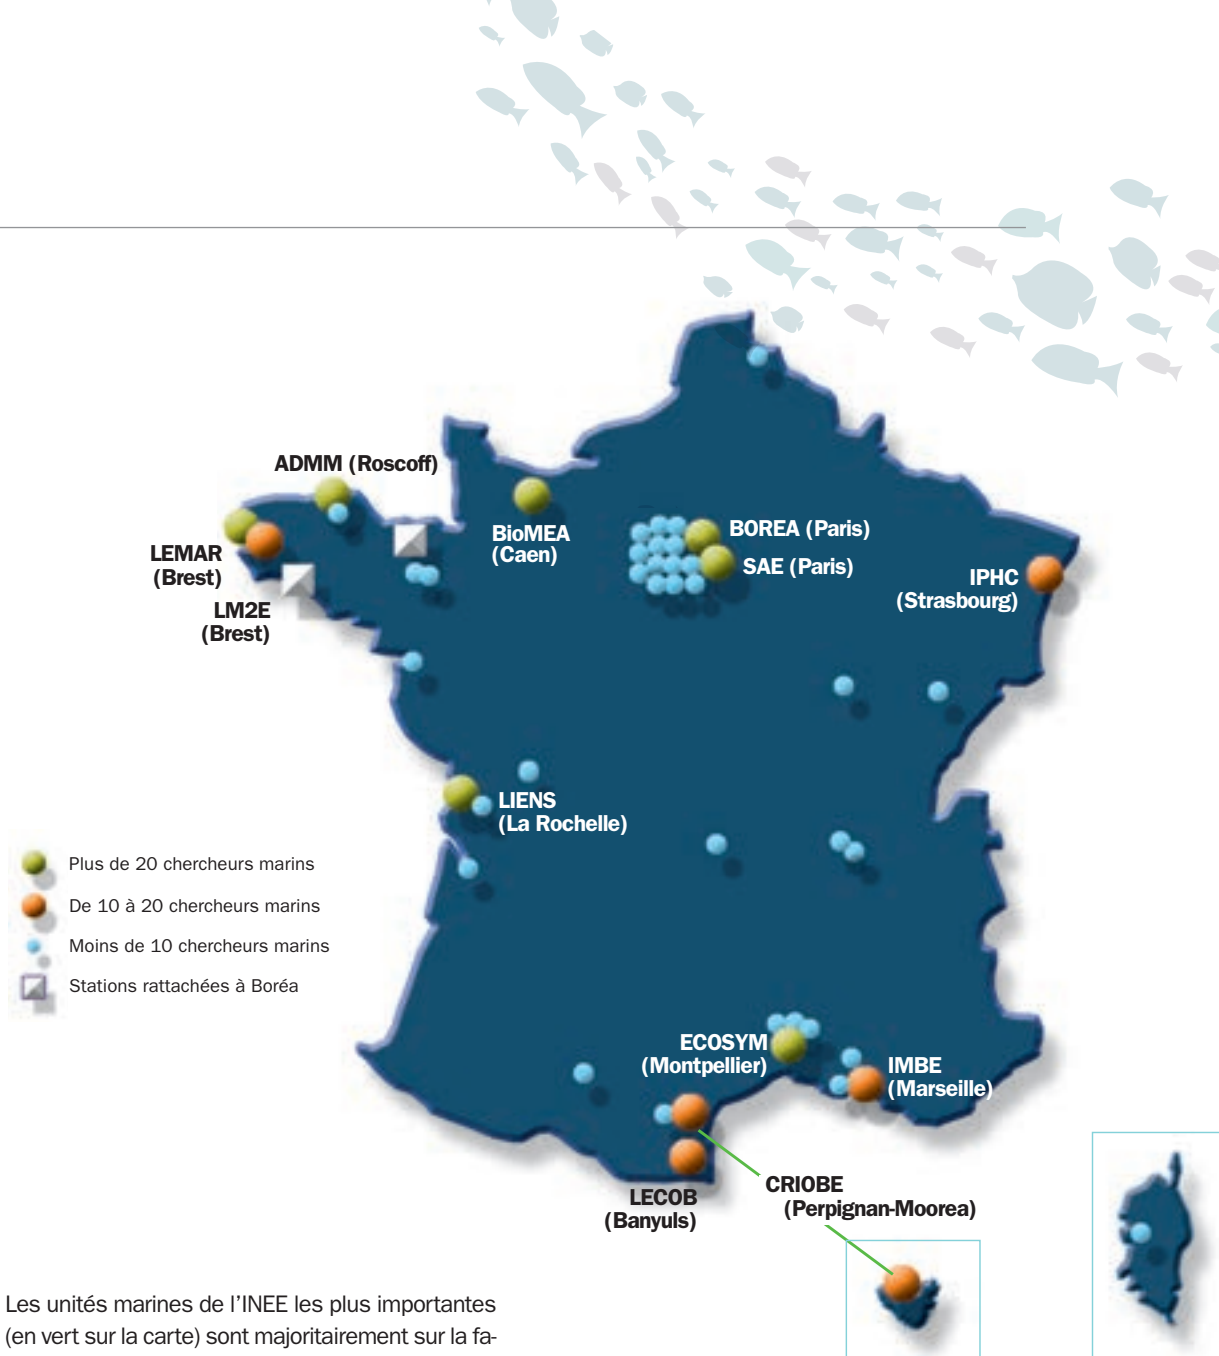 ADMM (Roscoff)
BioMEA
(Caen)
BOREA (Paris)
SAE (Paris)
LEMAR
(Brest)
IPHC
(Strasbourg)
LM2E
(Brest)
LIENS
(La Rochelle)
Plus de 20 chercheurs marins
De 10 à 20 chercheurs marins
Moins de 10 chercheurs marins
Stations rattachées à Boréa
ECOSYM
(Montpellier)
IMBE
(Marseille)
LECOB
(Banyuls)
CRIOBE
(Perpignan-Moorea)
Les unités marines de l'INEE les plus importantes
(en vert sur la carte) sont majoritairement sur la fa-